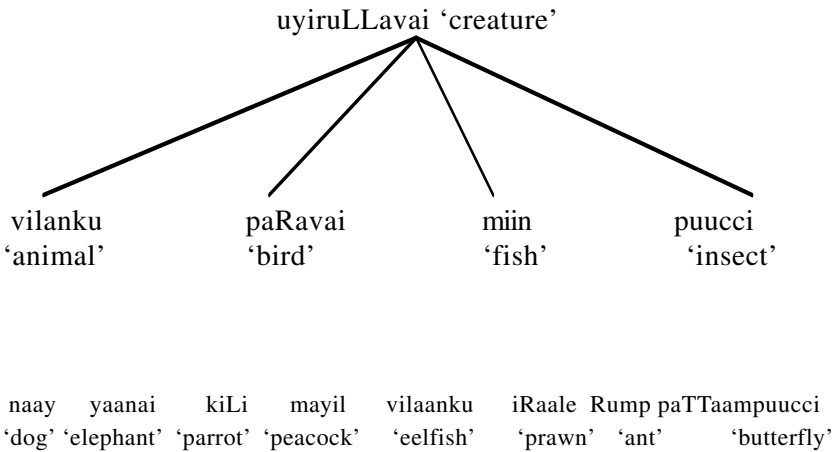 uyiruLLavai ‘creature’
vilanku paRavai miin puucci
‘animal’ ‘bird’ ‘fish’ ‘insect’
naay yaanai kiLi mayil vilaanku iRaale Rump paTTaampuucci
‘dog’ ‘elephant’ ‘parrot’ ‘peacock’ ‘eelfish’ ‘prawn’ ‘ant’ ‘butterfly’